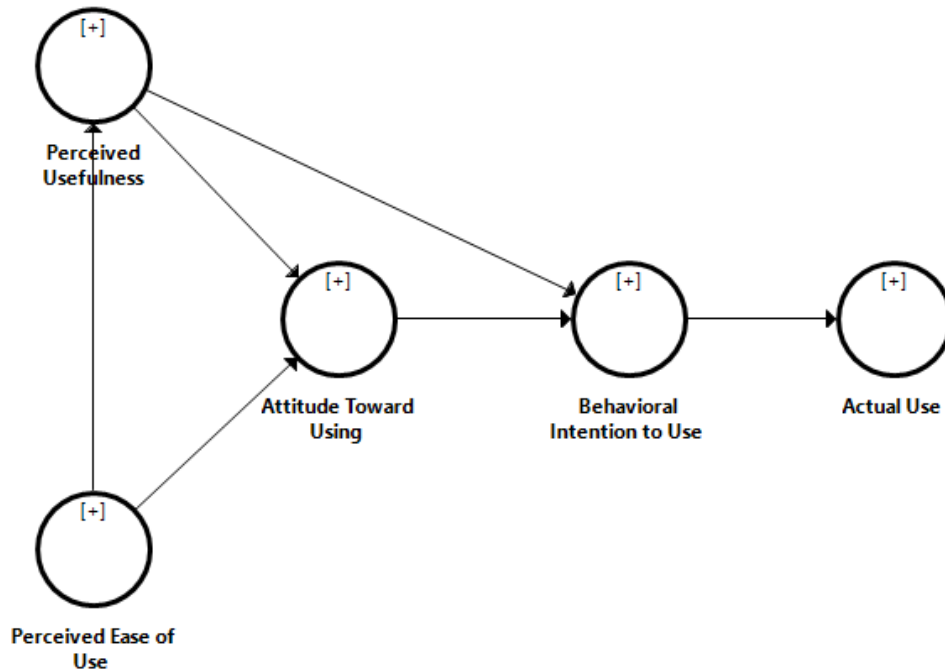 [+]
Perceived
Usefulness
[+]
Attitude Toward
Using
[+]
Behavioral
Intention to Use
[+]
Actual Use
[+]
Perceived Ease of
Use